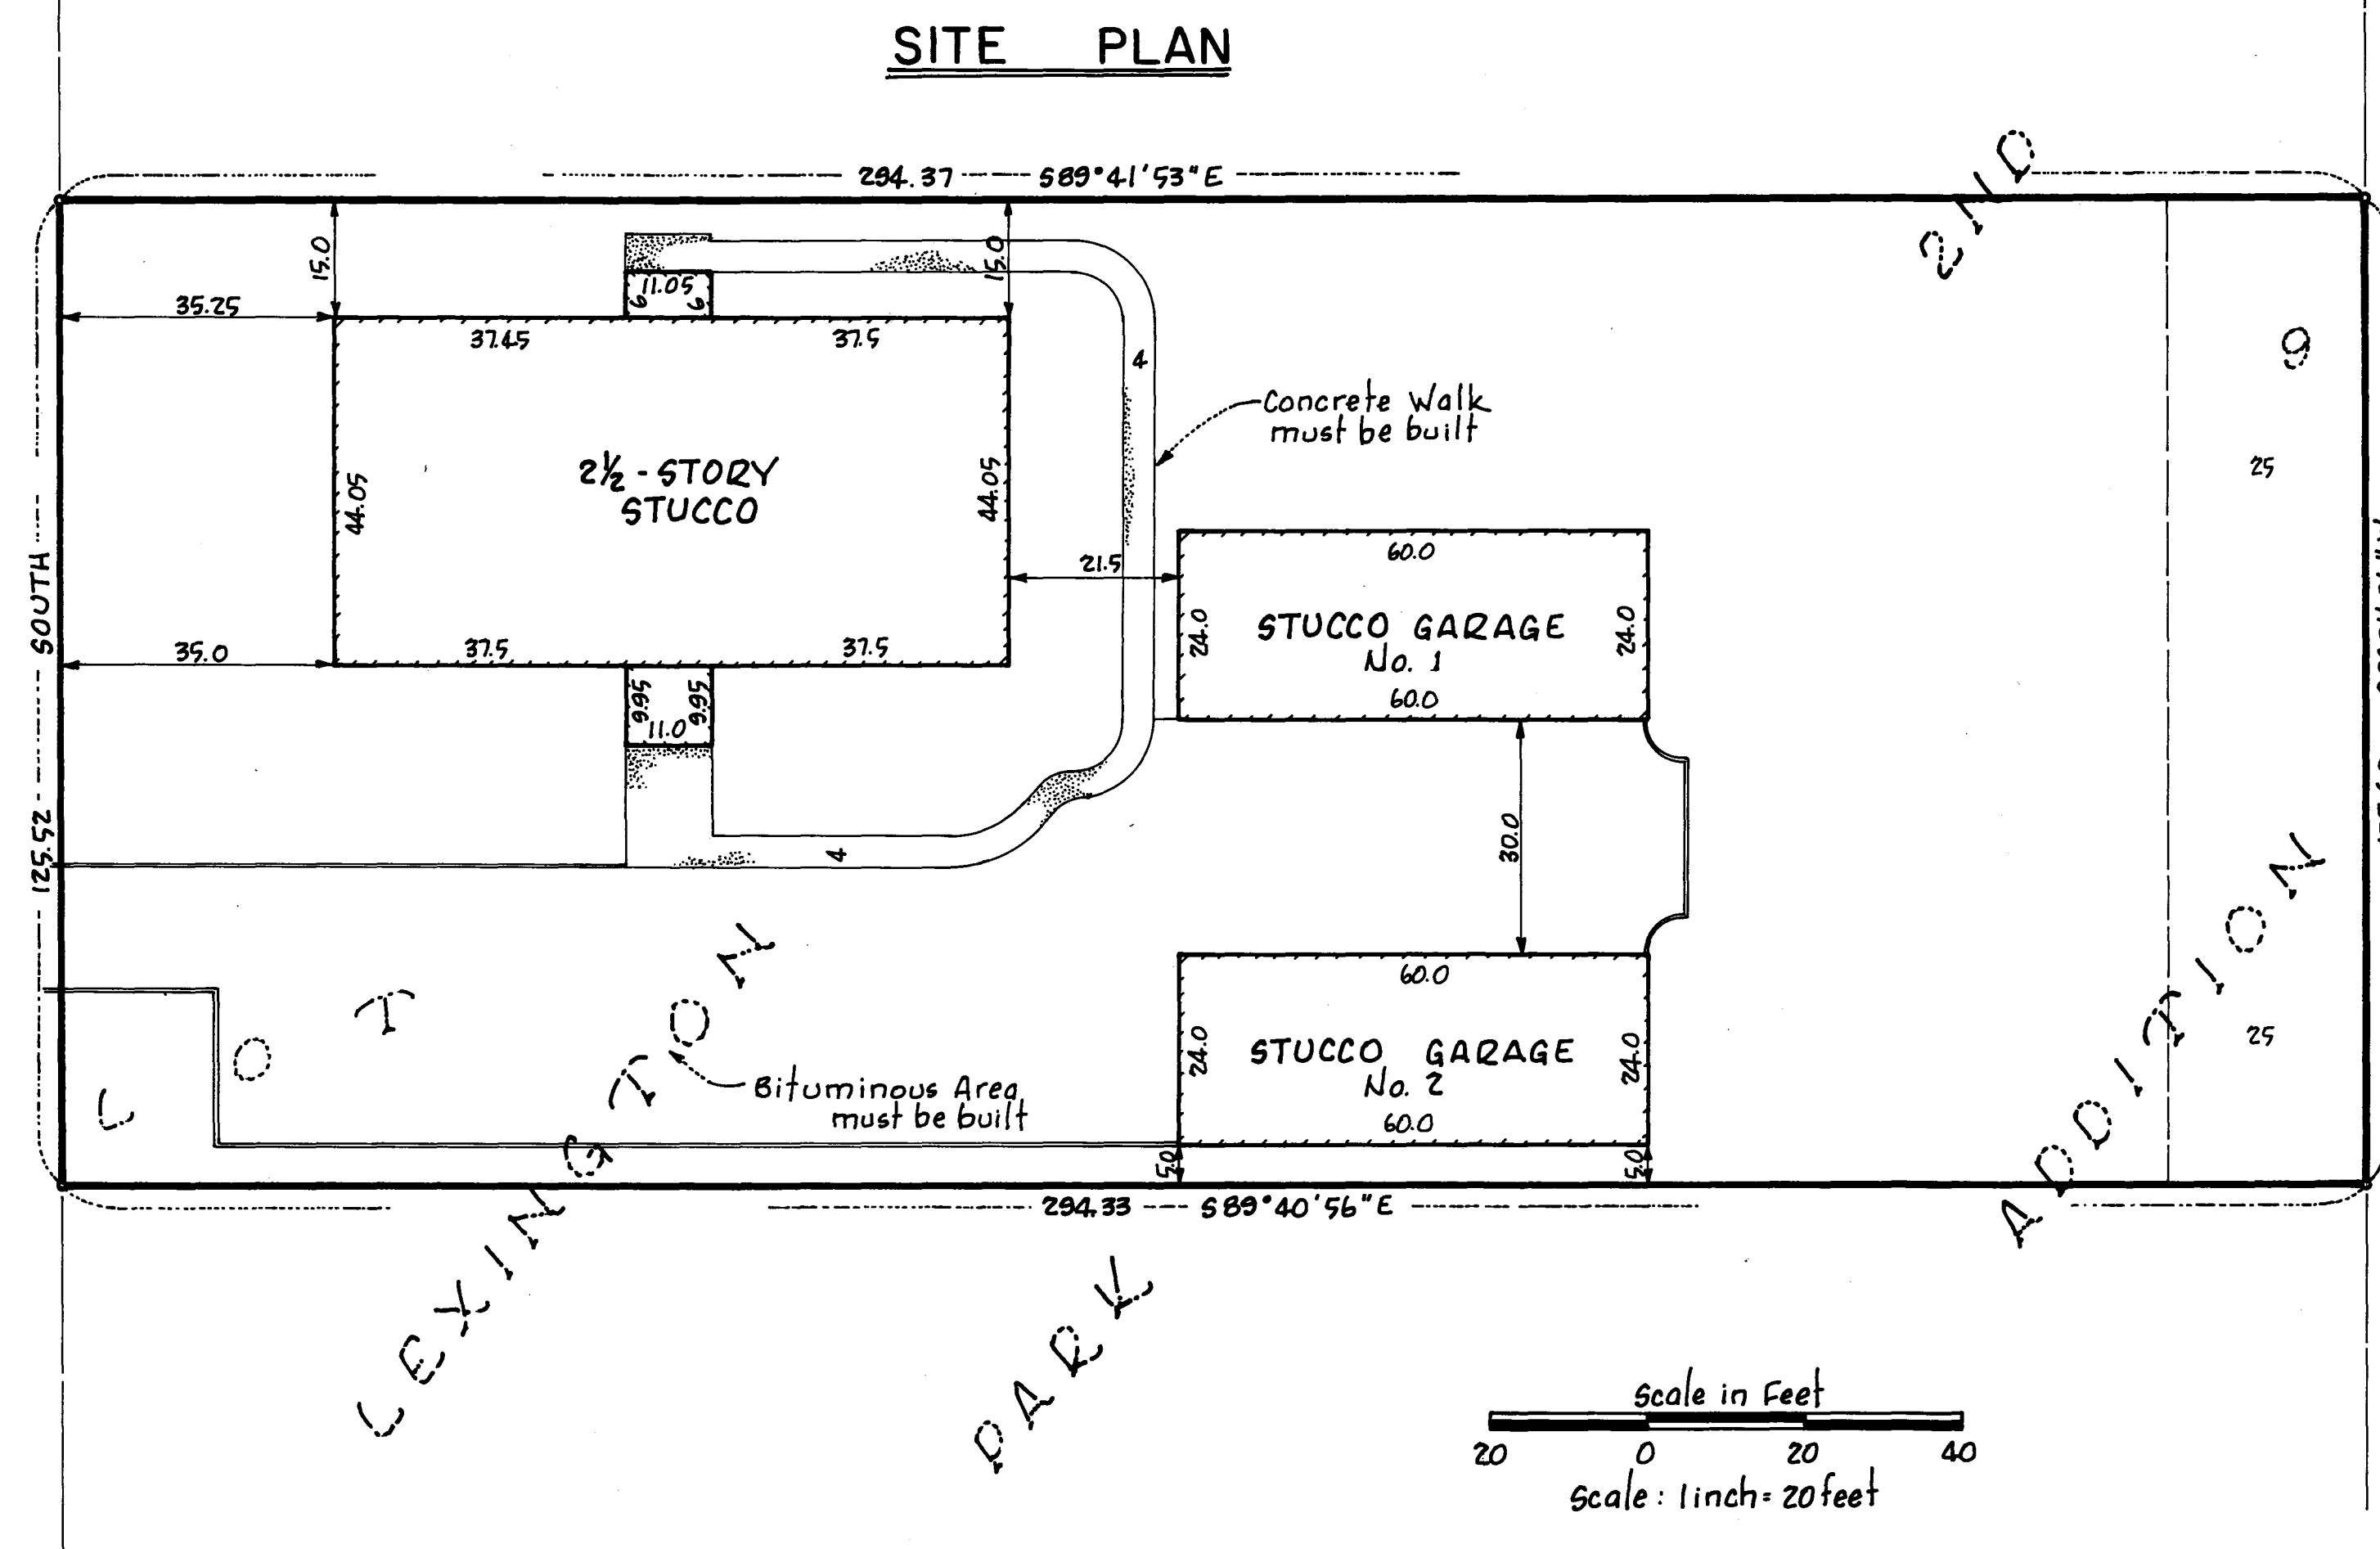 SITE PLAN
294.37 S89°41'53"E
2ND
15.0
15.0
35.25
11.05
6
6
37.45
37.5
4
9
Concrete Walk
must be built
2½-STORY
STUCCO
44.05
44.05
25
21.5
60.0
24.0
STUCCO GARAGE
No. 1
24.0
60.0
SOUTH
125.52
35.0
37.5
37.5
9.95
9.95
11.0
4
30.0
60.0
24.0
STUCCO GARAGE
No. 2
24.0
60.0
25
LOT
Bituminous Area
must be built
5.0
5.0
294.33 S89°40'56"E
LEXINGTON
PARK
ADDITION
Scale in Feet
20 0 20 40
Scale: 1 inch = 20 feet